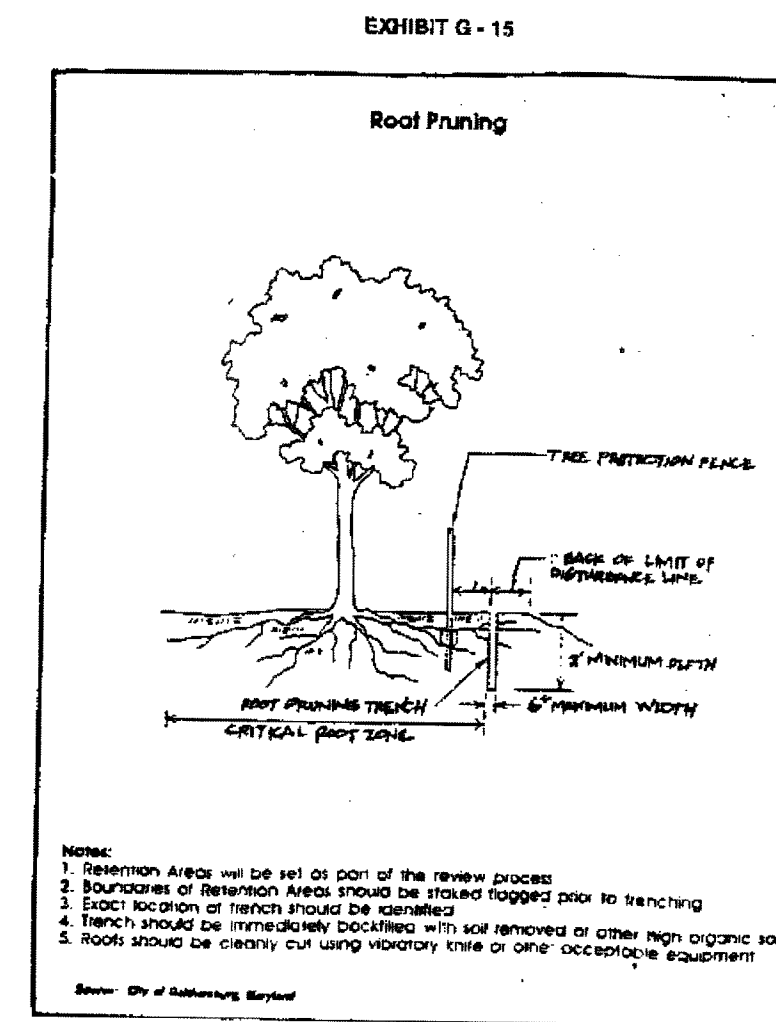 EXHIBIT G - 15
Root Pruning
TREE PROTECTION FENCE
BACK OF LIMIT OF
DISTURBANCE LINE
2' MINIMUM DEPTH
ROOT PRUNING TRENCH
6" MAXIMUM WIDTH
CRITICAL ROOT ZONE
Notes:
1. Retention Areas will be set as part of the review process
2. Boundaries of Retention Areas should be staked flagged prior to trenching
3. Exact location of trench should be identified
4. Trench should be immediately backfilled with soil removed or other high organic
5. Roots should be cleanly cut using vibratory knife or other acceptable equipment
Source: City of Gaithersburg, Maryland